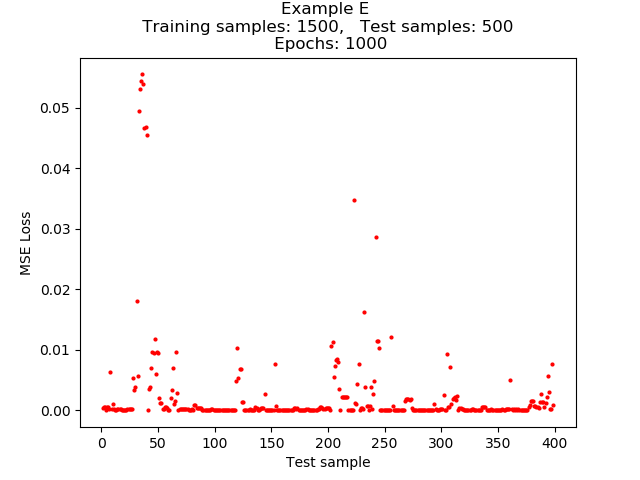 Example E
Training samples: 1500,   Test samples: 500
Epochs: 1000
0.05
0.04
0.03
0.02
0.01
0.00
MSE Loss
0 50 100 150 200 250 300 350 400
Test sample